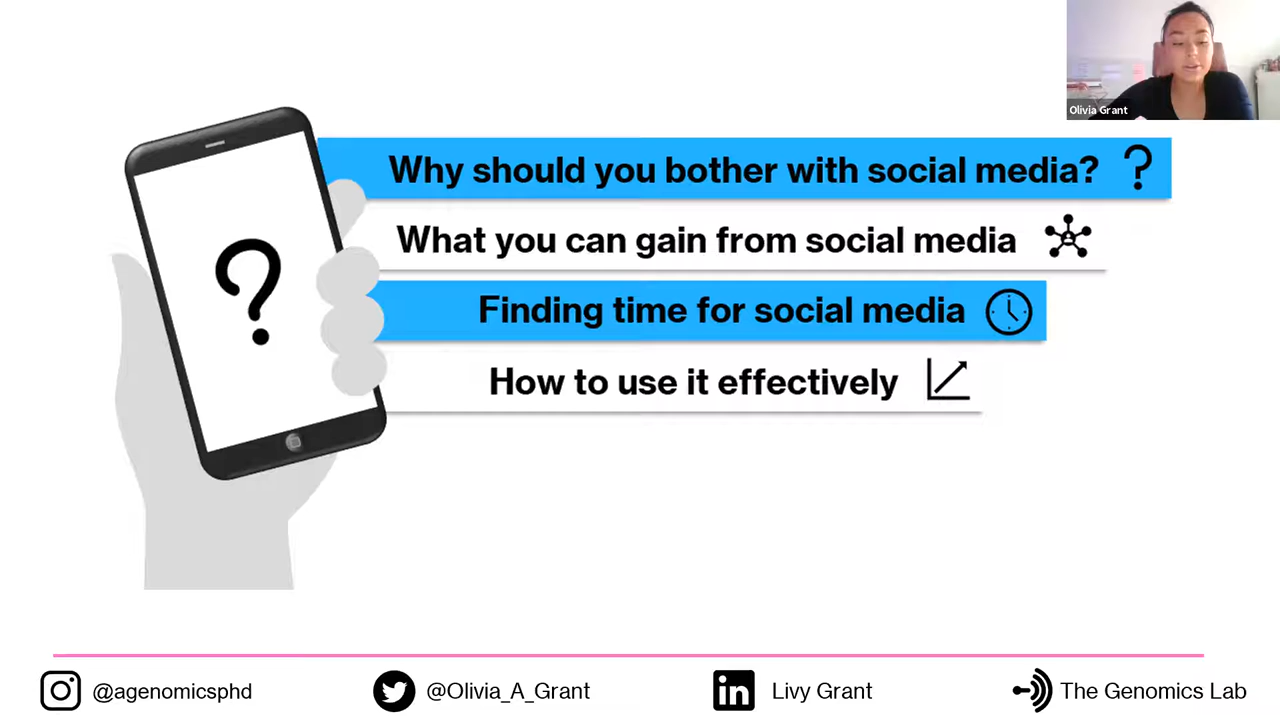 Olivia Grant
Why should you bother with social media?
What you can gain from social media
Finding time for social media
How to use it effectively
@agenomicsphd
@Olivia_A_Grant
in Livy Grant
The Genomics Lab